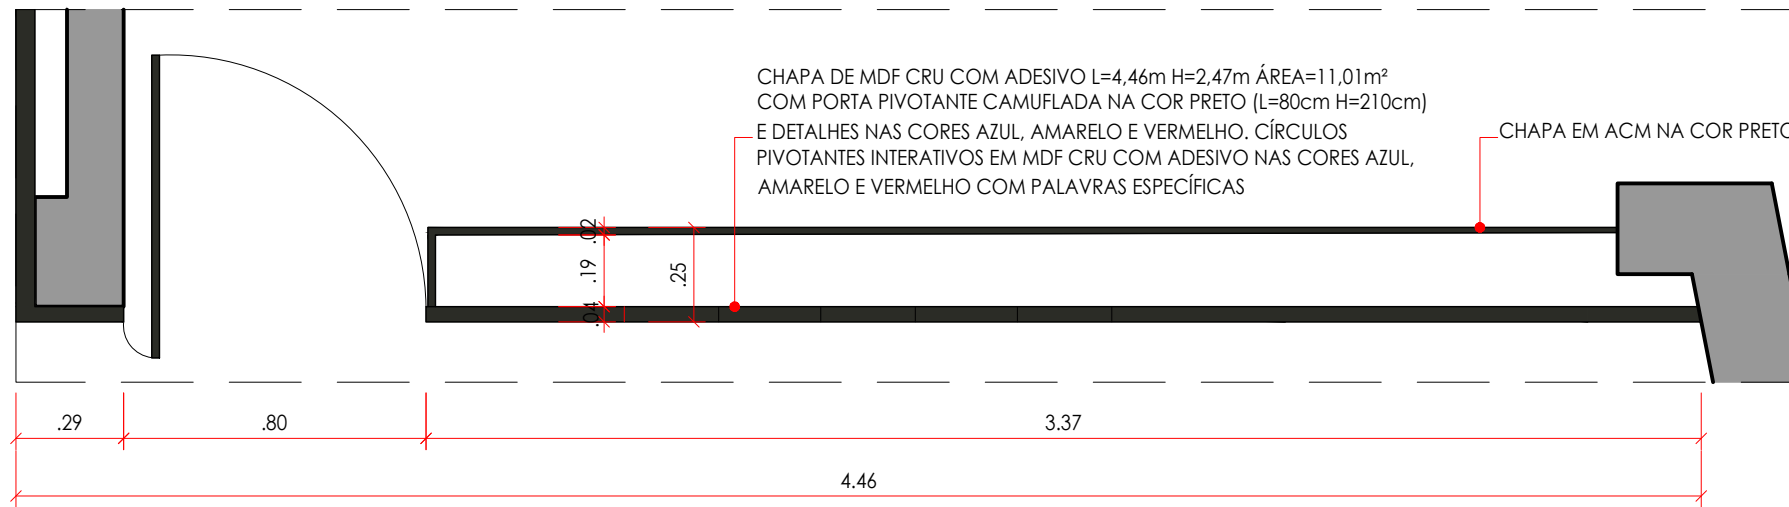 CHAPA DE MDF CRU COM ADESIVO L=4,46m H=2,47m ÁREA=11,01m²
COM PORTA PIVOTANTE CAMUFLADA NA COR PRETO (L=80cm H=210cm)
E DETALHES NAS CORES AZUL, AMARELO E VERMELHO. CÍRCULOS
PIVOTANTES INTERATIVOS EM MDF CRU COM ADESIVO NAS CORES AZUL,
AMARELO E VERMELHO COM PALAVRAS ESPECÍFICAS
CHAPA EM ACM NA COR PRETO
.02
.19
.04
.25
.29
.80
3.37
4.46